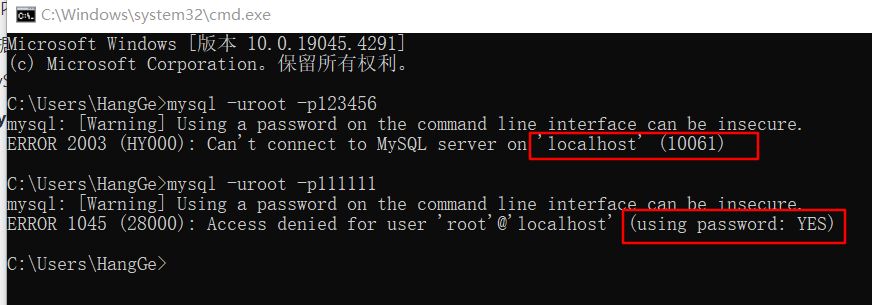 C:\Windows\system32\cmd.exe
Microsoft Windows [版本 10.0.19045.4291]
(c) Microsoft Corporation。保留所有权利。
C:\Users\HangGe>mysql -uroot -p123456
mysql: [Warning] Using a password on the command line interface can be insecure.
ERROR 2003 (HY000): Can't connect to MySQL server on 'localhost' (10061)
C:\Users\HangGe>mysql -uroot -p111111
mysql: [Warning] Using a password on the command line interface can be insecure.
ERROR 1045 (28000): Access denied for user 'root'@'localhost' (using password: YES)
C:\Users\HangGe>